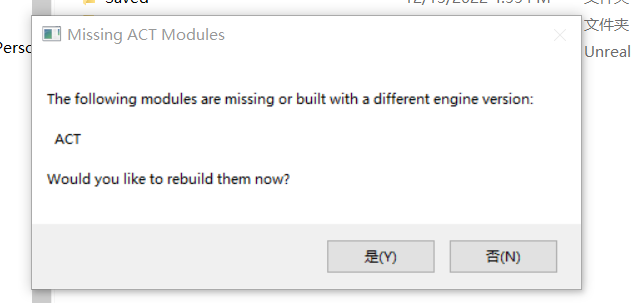 Saved
12/15/2022 4:55 PM
文件夹
文件夹
Perso
Unreal
Missing ACT Modules
The following modules are missing or built with a different engine version:
ACT
Would you like to rebuild them now?
是(Y)
否(N)